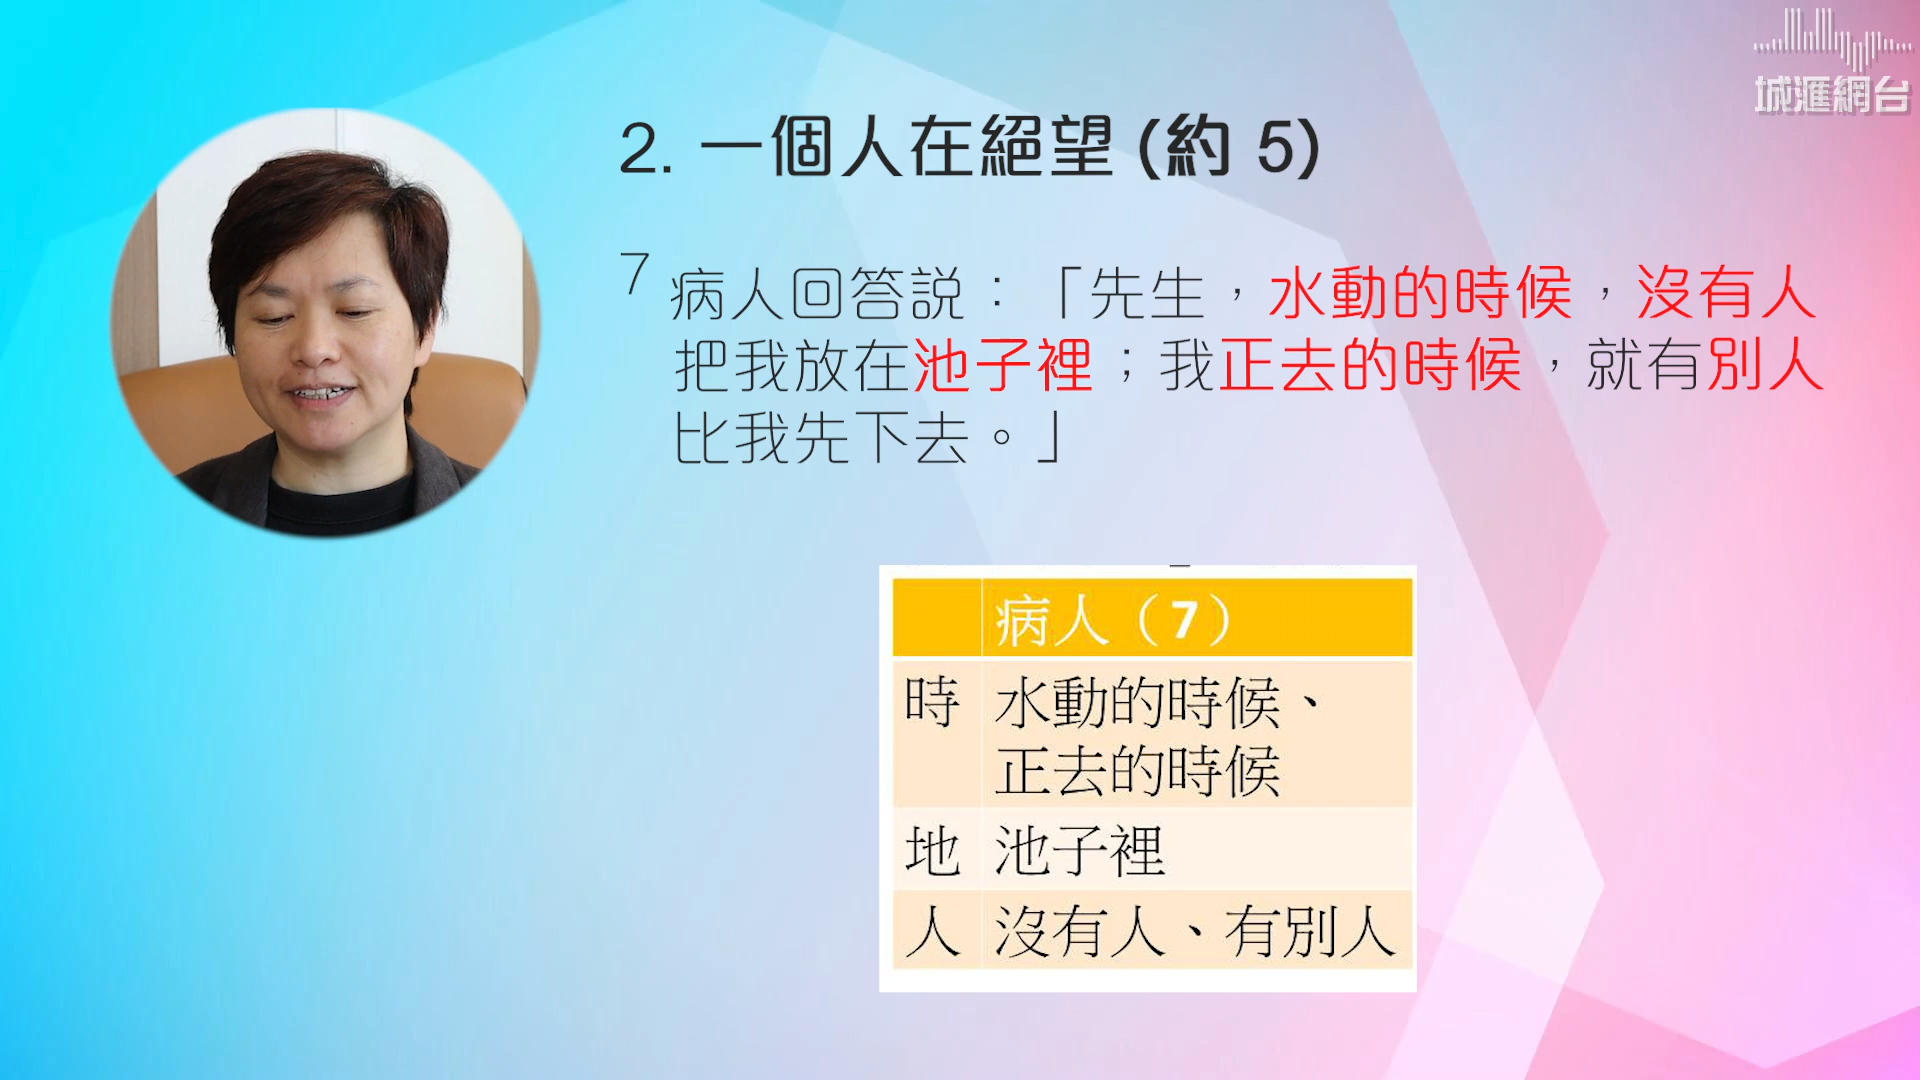 城滙網台
2. 一個人在絕望 (約 5)
7 病人回答説：「先生，水動的時候，沒有人
把我放在池子裡；我正去的時候，就有別人
比我先下去。」
病人（7）
時 水動的時候、
正去的時候
地 池子裡
人 沒有人、有別人